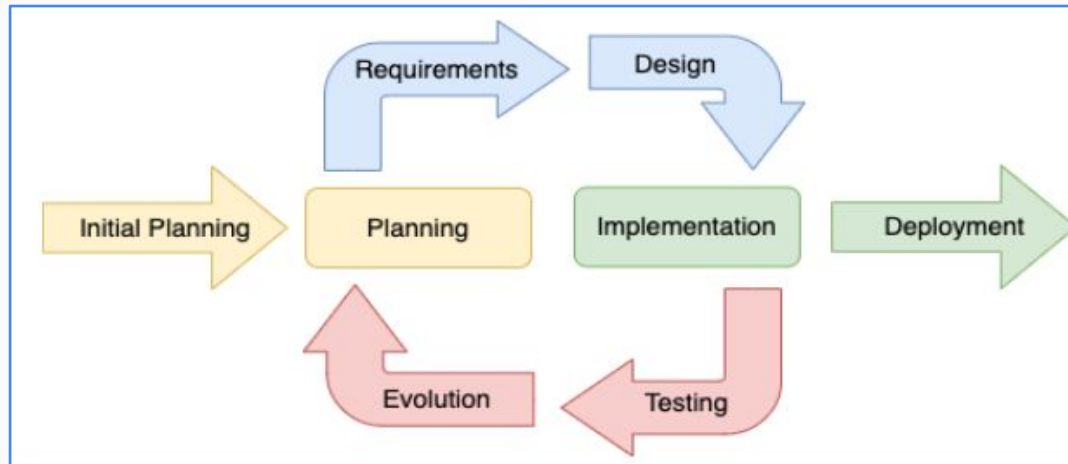 Requirements
Design
Initial Planning
Planning
Implementation
Deployment
Evolution
Testing